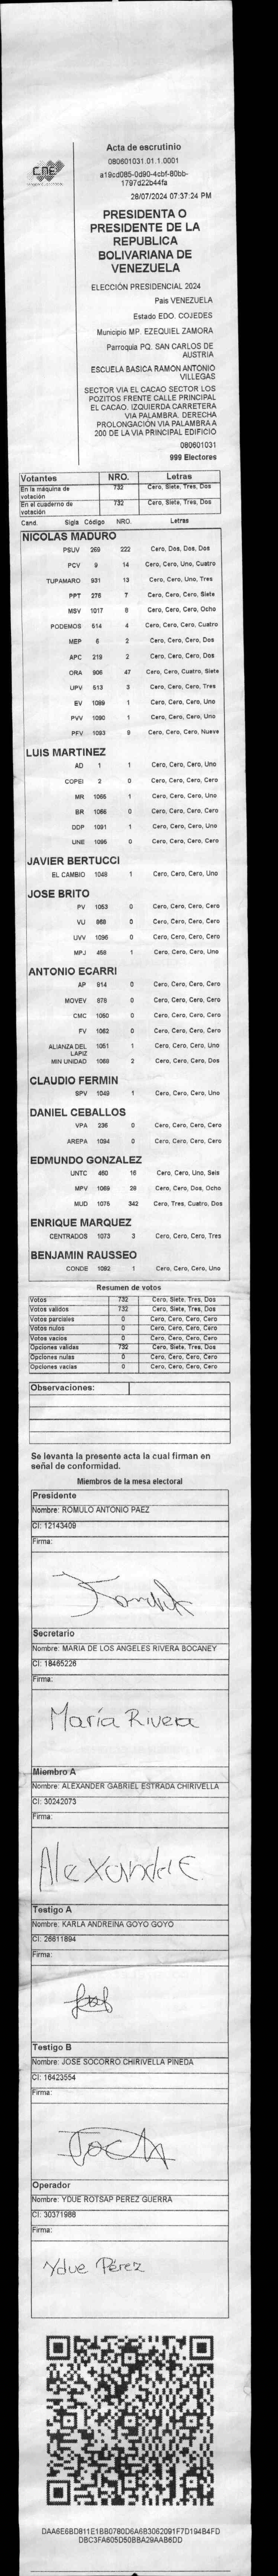 CNE
Acta de escrutinio
080601031.01.1.0001
a19cd085-0d90-4cbf-80bb-
1797d22b44fa
28/07/2024 07:37:24 PM
PRESIDENTA O
PRESIDENTE DE LA
REPUBLICA
BOLIVARIANA DE
VENEZUELA
ELECCIÓN PRESIDENCIAL 2024
Pais VENEZUELA
Estado EDO. COJEDES
Municipio MP. EZEQUIEL ZAMORA
Parroquia PQ. SAN CARLOS DE
AUSTRIA
ESCUELA BASICA RAMON ANTONIO
VILLEGAS
SECTOR VIA EL CACAO SECTOR LOS
POZITOS FRENTE CALLE PRINCIPAL
EL CACAO. IZQUIERDA CARRETERA
VIA PALAMBRA. DERECHA
PROLONGACIÓN VIA PALAMBRA A
200 DE LA VIA PRINCIPAL EDIFICIO
080601031
999 Electores
Votantes NRO. Letras
En la máquina de votación 732 Cero, Siete, Tres, Dos
En el cuaderno de votación 732 Cero, Siete, Tres, Dos
Cand. Sigla Código NRO. Letras
NICOLAS MADURO
PSUV 269 222 Cero, Dos, Dos, Dos
PCV 9 14 Cero, Cero, Uno, Cuatro
TUPAMARO 931 13 Cero, Cero, Uno, Tres
PPT 276 7 Cero, Cero, Cero, Siete
MSV 1017 8 Cero, Cero, Cero, Ocho
PODEMOS 514 4 Cero, Cero, Cero, Cuatro
MEP 6 2 Cero, Cero, Cero, Dos
APC 219 2 Cero, Cero, Cero, Dos
ORA 906 47 Cero, Cero, Cuatro, Siete
UPV 513 3 Cero, Cero, Cero, Tres
EV 1089 1 Cero, Cero, Cero, Uno
PVV 1090 1 Cero, Cero, Cero, Uno
PFV 1093 9 Cero, Cero, Cero, Nueve
LUIS MARTINEZ
AD 1 1 Cero, Cero, Cero, Uno
COPEI 2 0 Cero, Cero, Cero, Cero
MR 1065 1 Cero, Cero, Cero, Uno
BR 1066 0 Cero, Cero, Cero, Cero
DDP 1091 1 Cero, Cero, Cero, Uno
UNE 1095 0 Cero, Cero, Cero, Cero
JAVIER BERTUCCI
EL CAMBIO 1048 1 Cero, Cero, Cero, Uno
JOSE BRITO
PV 1053 0 Cero, Cero, Cero, Cero
VU 868 0 Cero, Cero, Cero, Cero
UVV 1096 0 Cero, Cero, Cero, Cero
MPJ 458 1 Cero, Cero, Cero, Uno
ANTONIO ECARRI
AP 914 0 Cero, Cero, Cero, Cero
MOVEV 878 0 Cero, Cero, Cero, Cero
CMC 1050 0 Cero, Cero, Cero, Cero
FV 1062 0 Cero, Cero, Cero, Cero
ALIANZA DEL LAPIZ 1051 1 Cero, Cero, Cero, Uno
MIN UNIDAD 1068 2 Cero, Cero, Cero, Dos
CLAUDIO FERMIN
SPV 1049 1 Cero, Cero, Cero, Uno
DANIEL CEBALLOS
VPA 236 0 Cero, Cero, Cero, Cero
AREPA 1094 0 Cero, Cero, Cero, Cero
EDMUNDO GONZALEZ
UNTC 460 16 Cero, Cero, Uno, Seis
MPV 1069 28 Cero, Cero, Dos, Ocho
MUD 1075 342 Cero, Tres, Cuatro, Dos
ENRIQUE MARQUEZ
CENTRADOS 1073 3 Cero, Cero, Cero, Tres
BENJAMIN RAUSSEO
CONDE 1092 1 Cero, Cero, Cero, Uno
Resumen de votos
Votos 732 Cero, Siete, Tres, Dos
Votos validos 732 Cero, Siete, Tres, Dos
Votos parciales 0 Cero, Cero, Cero, Cero
Votos nulos 0 Cero, Cero, Cero, Cero
Votos vacios 0 Cero, Cero, Cero, Cero
Opciones validas 732 Cero, Siete, Tres, Dos
Opciones nulas 0 Cero, Cero, Cero, Cero
Opciones vacias 0 Cero, Cero, Cero, Cero
Observaciones:
Se levanta la presente acta la cual firman en
señal de conformidad.
Miembros de la mesa electoral
Presidente
Nombre: ROMULO ANTONIO PAEZ
CI: 12143409
Firma:
Secretario
Nombre: MARIA DE LOS ANGELES RIVERA BOCANEY
CI: 18465226
Firma:
María Rivera
Miembro A
Nombre: ALEXANDER GABRIEL ESTRADA CHIRIVELLA
CI: 30242073
Firma:
Alexander E
Testigo A
Nombre: KARLA ANDREINA GOYO GOYO
CI: 26611894
Firma:
Testigo B
Nombre: JOSE SOCORRO CHIRIVELLA PINEDA
CI: 16423554
Firma:
Operador
Nombre: YDUE ROTSAP PEREZ GUERRA
CI: 30371988
Firma:
Ydue Pérez
DAA6E6BD811E1BB0780D6A6B3062091F7D194B4FD
DBC3FA605D50BBA29AAB6DD